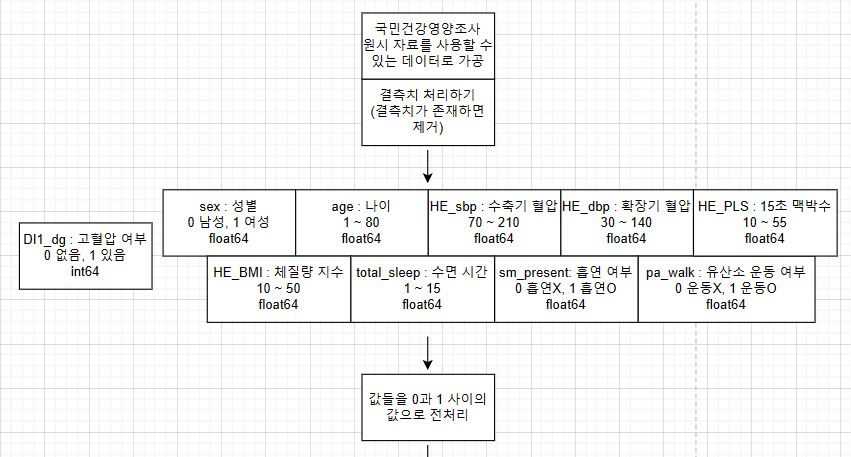 국민건강영양조사
원시 자료를 사용할 수
있는 데이터로 가공
결측치 처리하기
(결측치가 존재하면
제거)
DI1_dg : 고혈압 여부
0 없음, 1 있음
int64
sex : 성별
0 남성, 1 여성
float64
age : 나이
1 ~ 80
float64
HE_sbp : 수축기 혈압
70 ~ 210
float64
HE_dbp : 확장기 혈압
30 ~ 140
float64
HE_PLS : 15초 맥박수
10 ~ 55
float64
HE_BMI : 체질량 지수
10 ~ 50
float64
total_sleep : 수면 시간
1 ~ 15
float64
sm_present: 흡연 여부
0 흡연X, 1 흡연O
float64
pa_walk : 유산소 운동 여부
0 운동X, 1 운동O
float64
값들을 0과 1 사이의
값으로 전처리